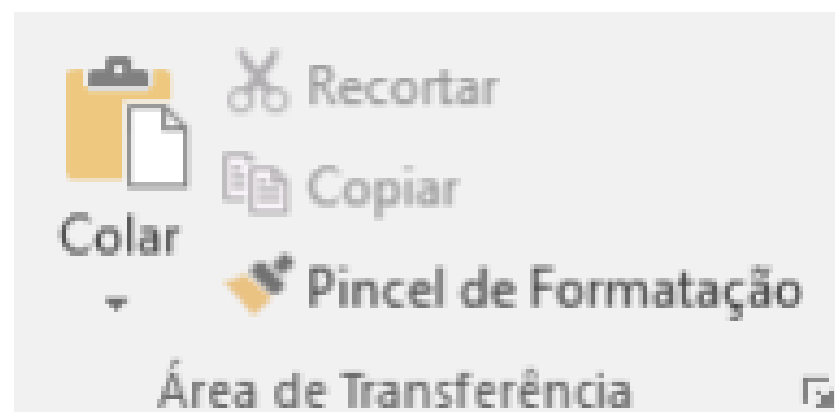 Recortar
Copiar
Colar
Pincel de Formatação
Área de Transferência